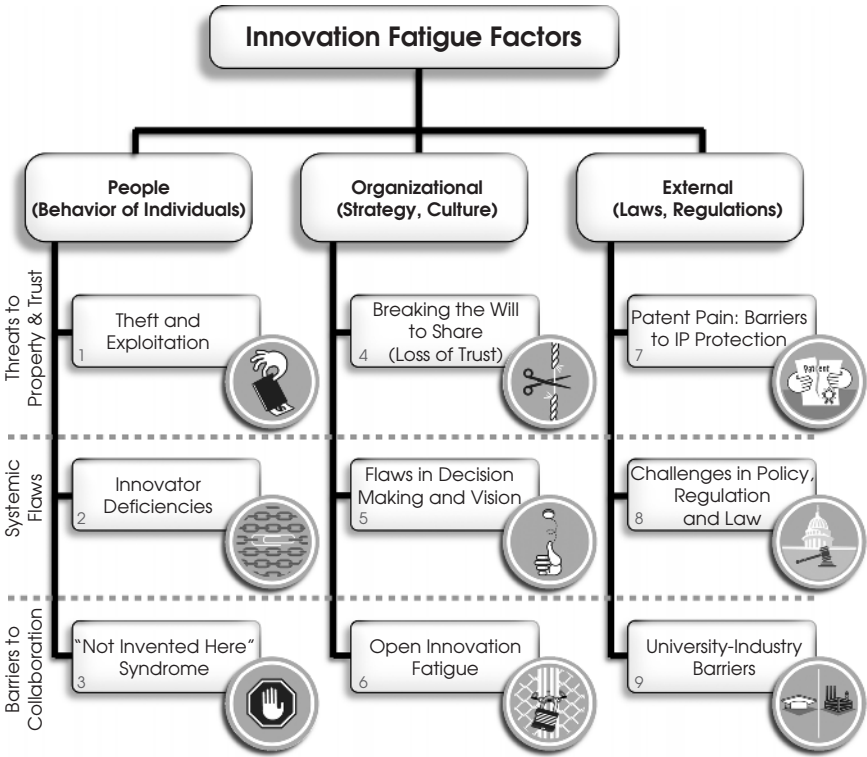 Innovation Fatigue Factors
People
(Behavior of Individuals)
Organizational
(Strategy, Culture)
External
(Laws, Regulations)
Threats to
Property & Trust
Theft and
Exploitation
1
Breaking the Will
to Share
(Loss of Trust)
4
Patent Pain: Barriers
to IP Protection
7
Patent
Systemic
Flaws
Innovator
Deficiencies
2
Flaws in Decision
Making and Vision
5
Challenges in Policy,
Regulation
and Law
8
Barriers to
Collaboration
"Not Invented Here"
Syndrome
3
Open Innovation
Fatigue
6
University-Industry
Barriers
9